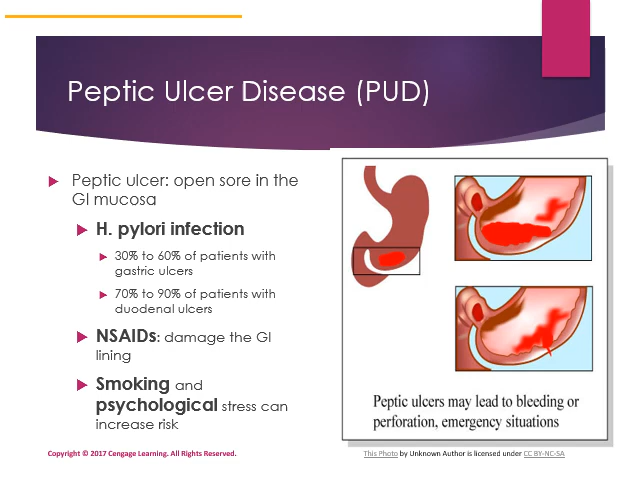 Peptic Ulcer Disease (PUD)
Peptic ulcer: open sore in the
GI mucosa
H. pylori infection
30% to 60% of patients with
gastric ulcers
70% to 90% of patients with
duodenal ulcers
NSAIDs: damage the GI
lining
Smoking and
psychological stress can
increase risk
Peptic ulcers may lead to bleeding or
perforation, emergency situations
Copyright © 2017 Cengage Learning. All Rights Reserved.
This Photo by Unknown Author is licensed under CC BY-NC-SA